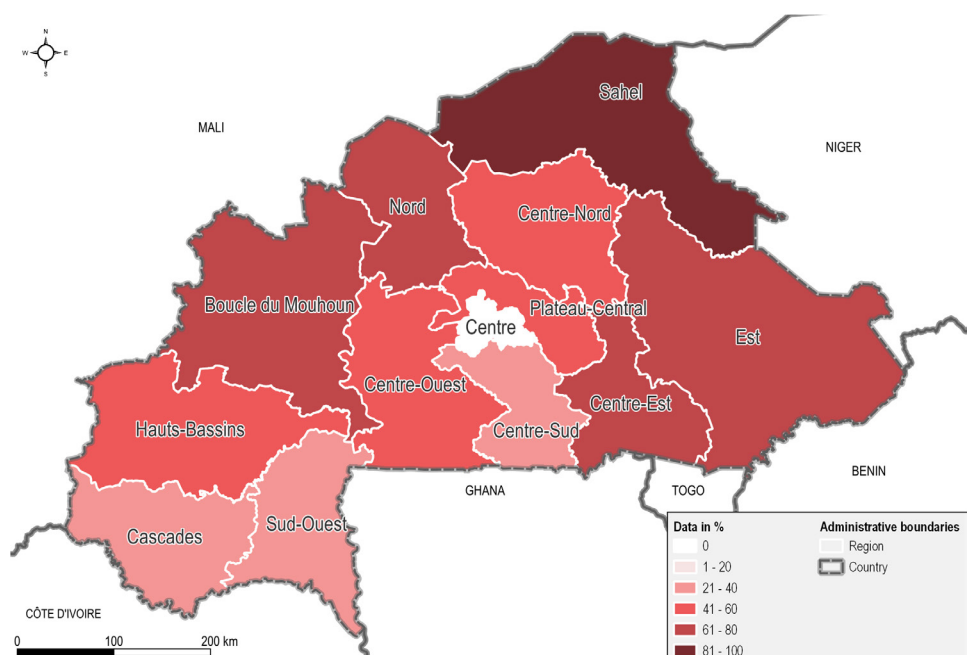 N
W E
S
Sahel
MALI
NIGER
Nord
Centre-Nord
Boucle du Mouhoun
Plateau-Central
Centre
Est
Centre-Ouest
Centre-Est
Hauts-Bassins
Centre-Sud
BENIN
GHANA
TOGO
Sud-Ouest
Cascades
Data in %
0
1 - 20
21 - 40
41 - 60
61 - 80
81 - 100
Administrative boundaries
Region
Country
CÔTE D'IVOIRE
0 100 200 km